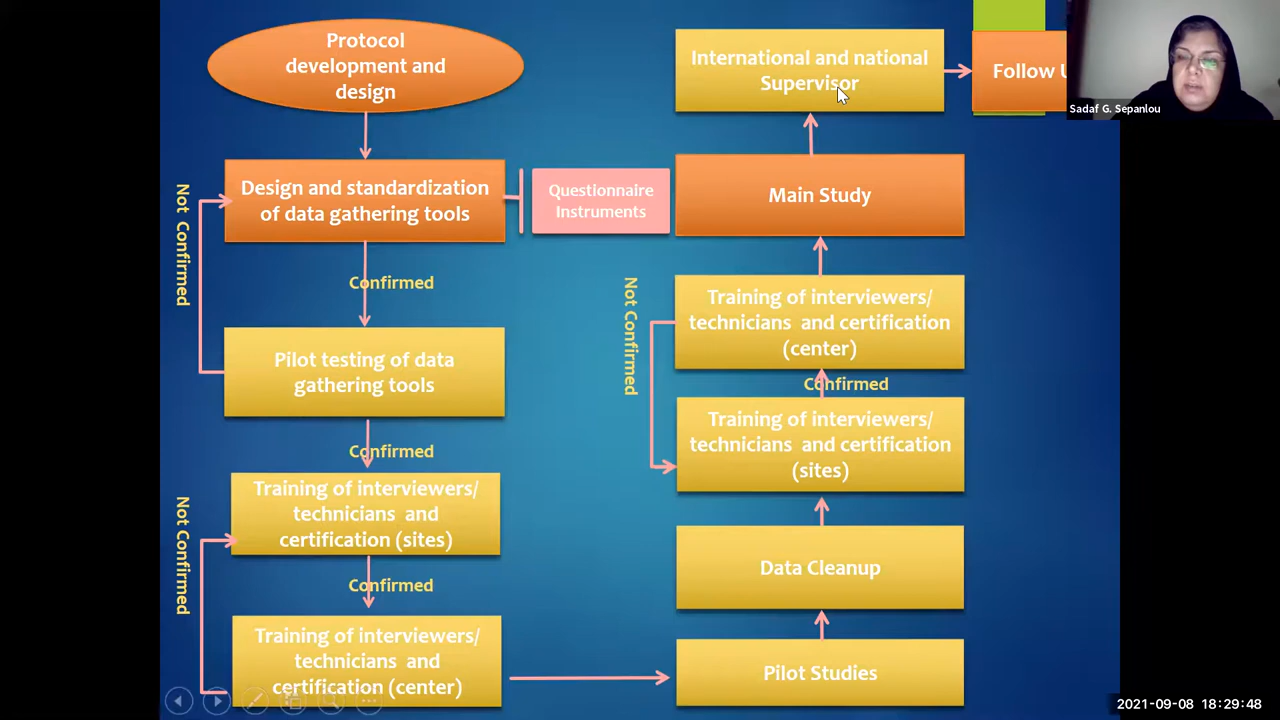 Protocol
development and
design
Design and standardization
of data gathering tools
Questionnaire
Instruments
Not Confirmed
Confirmed
Pilot testing of data
gathering tools
Confirmed
Training of interviewers/
technicians and
certification (sites)
Not Confirmed
Confirmed
Training of interviewers/
technicians and
certification (center)
Pilot Studies
Data Cleanup
Training of interviewers/
technicians and certification
(sites)
Confirmed
Not Confirmed
Training of interviewers/
technicians and certification
(center)
Main Study
International and national
Supervisor
Follow
Sadaf G. Sepanlou
2021-09-08 18:29:48